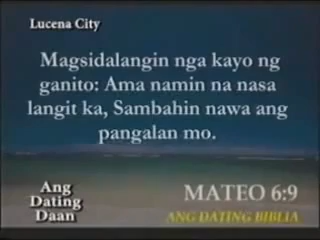 Lucena City
Magsidalangin nga kayo ng
ganito: Ama namin na nasa
langit ka, Sambahin nawa ang
pangalan mo.
Ang
Dating
Daan
MATEO 6:9
ANG DATING BIBLIA